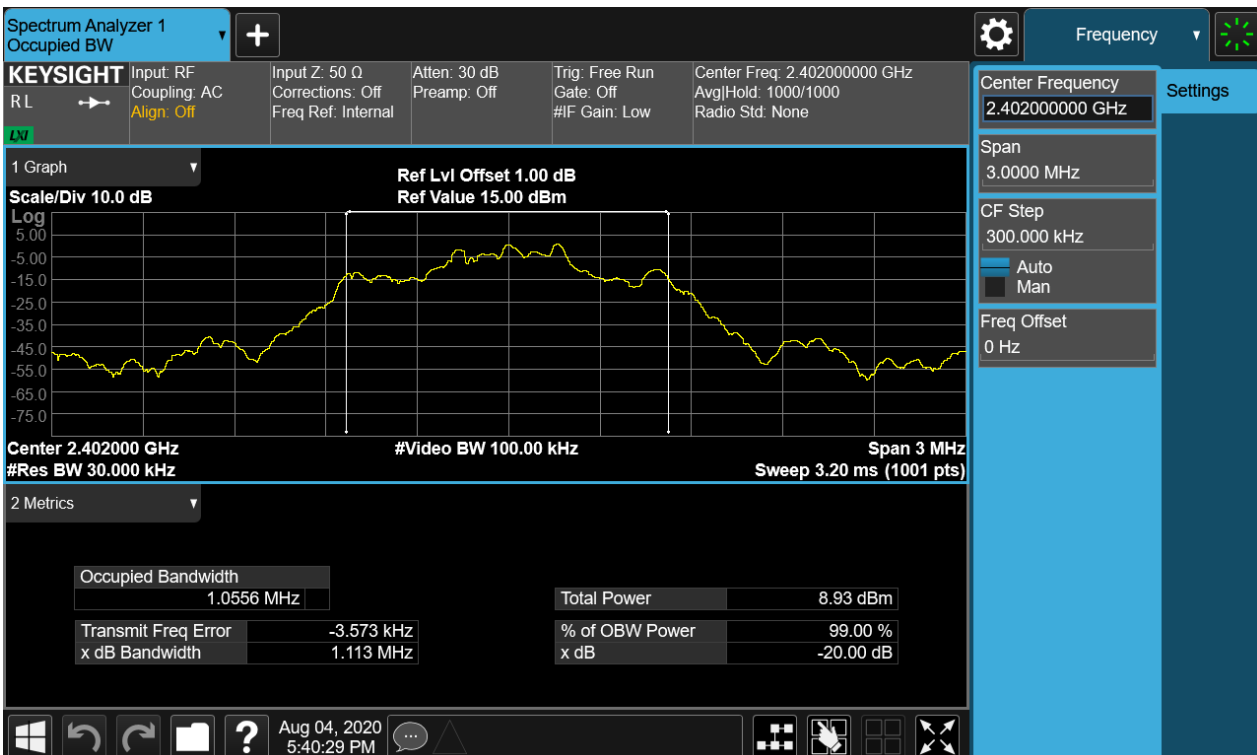 Spectrum Analyzer 1
Occupied BW
+
Frequency
KEYSIGHT
R L
LXI
Input: RF
Coupling: AC
Align: Off
Input Z: 50 Ω
Corrections: Off
Freq Ref: Internal
Atten: 30 dB
Preamp: Off
Trig: Free Run
Gate: Off
#IF Gain: Low
Center Freq: 2.402000000 GHz
Avg|Hold: 1000/1000
Radio Std: None
Center Frequency
2.402000000 GHz
Settings
Span
3.0000 MHz
CF Step
300.000 kHz
Auto
Man
Freq Offset
0 Hz
1 Graph
Ref Lvl Offset 1.00 dB
Scale/Div 10.0 dB
Ref Value 15.00 dBm
Log
5.00
-5.00
-15.0
-25.0
-35.0
-45.0
-55.0
-65.0
-75.0
Center 2.402000 GHz
#Video BW 100.00 kHz
Span 3 MHz
#Res BW 30.000 kHz
Sweep 3.20 ms (1001 pts)
2 Metrics
Occupied Bandwidth
1.0556 MHz
Total Power 8.93 dBm
Transmit Freq Error -3.573 kHz
% of OBW Power 99.00 %
x dB Bandwidth 1.113 MHz
x dB -20.00 dB
?
Aug 04, 2020
5:40:29 PM